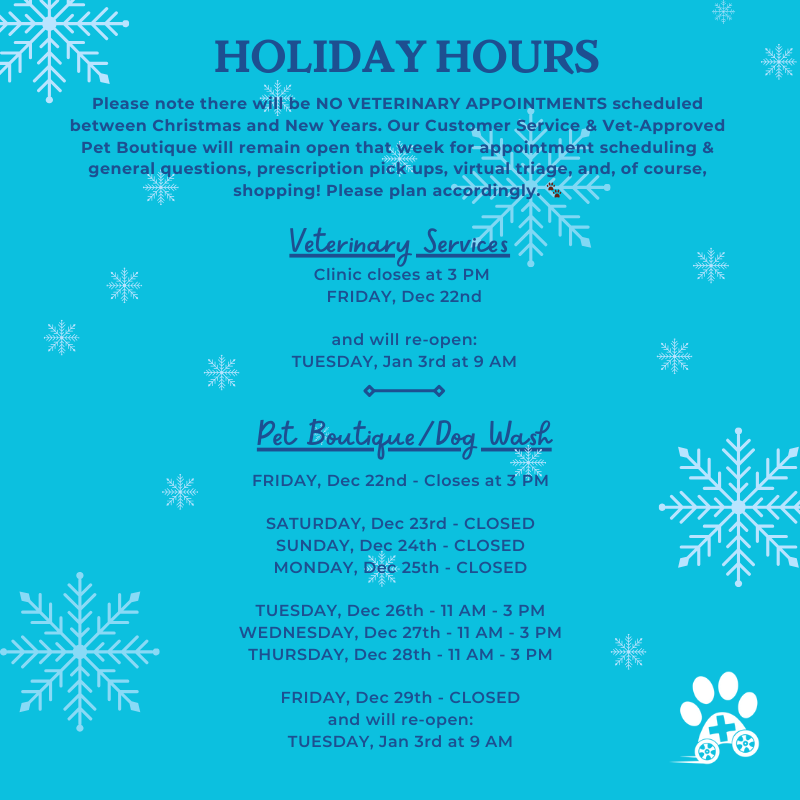 HOLIDAY HOURS
Please note there will be NO VETERINARY APPOINTMENTS scheduled
between Christmas and New Years. Our Customer Service & Vet-Approved
Pet Boutique will remain open that week for appointment scheduling &
general questions, prescription pick ups, virtual triage, and, of course,
shopping! Please plan accordingly. 🐾
Veterinary Services
Clinic closes at 3 PM
FRIDAY, Dec 22nd
and will re-open:
TUESDAY, Jan 3rd at 9 AM
Pet Boutique/Dog Wash
FRIDAY, Dec 22nd - Closes at 3 PM
SATURDAY, Dec 23rd - CLOSED
SUNDAY, Dec 24th - CLOSED
MONDAY, Dec 25th - CLOSED
TUESDAY, Dec 26th - 11 AM - 3 PM
WEDNESDAY, Dec 27th - 11 AM - 3 PM
THURSDAY, Dec 28th - 11 AM - 3 PM
FRIDAY, Dec 29th - CLOSED
and will re-open:
TUESDAY, Jan 3rd at 9 AM